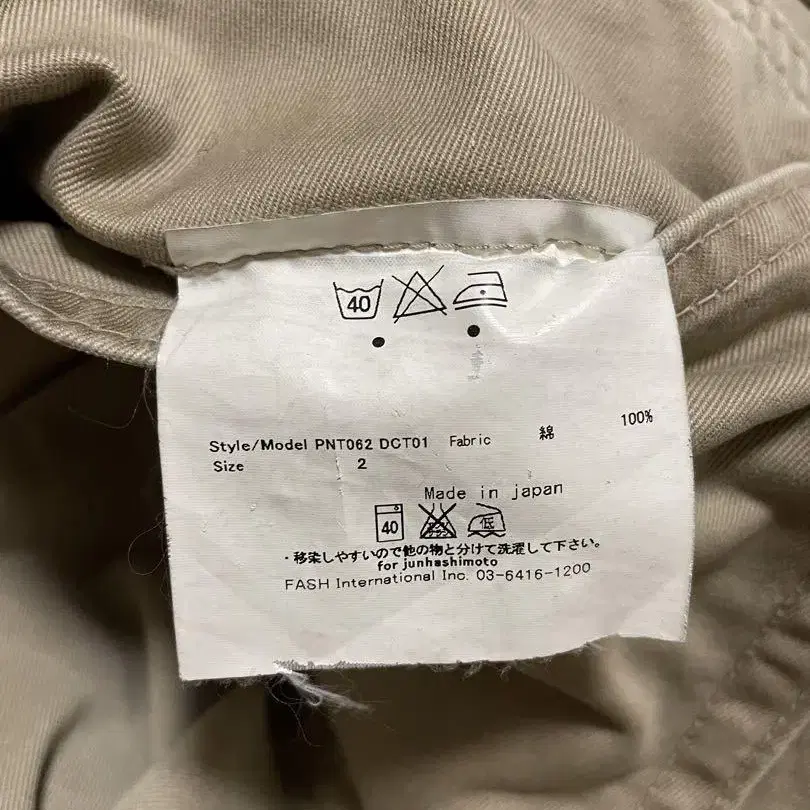 40
Style/Model PNT062 DCT01 Fabric 綿 100%
Size 2
Made in japan
40 低
・移染しやすいので他の物と分けて洗濯して下さい。
for junhashimoto
FASH International Inc. 03-6416-1200